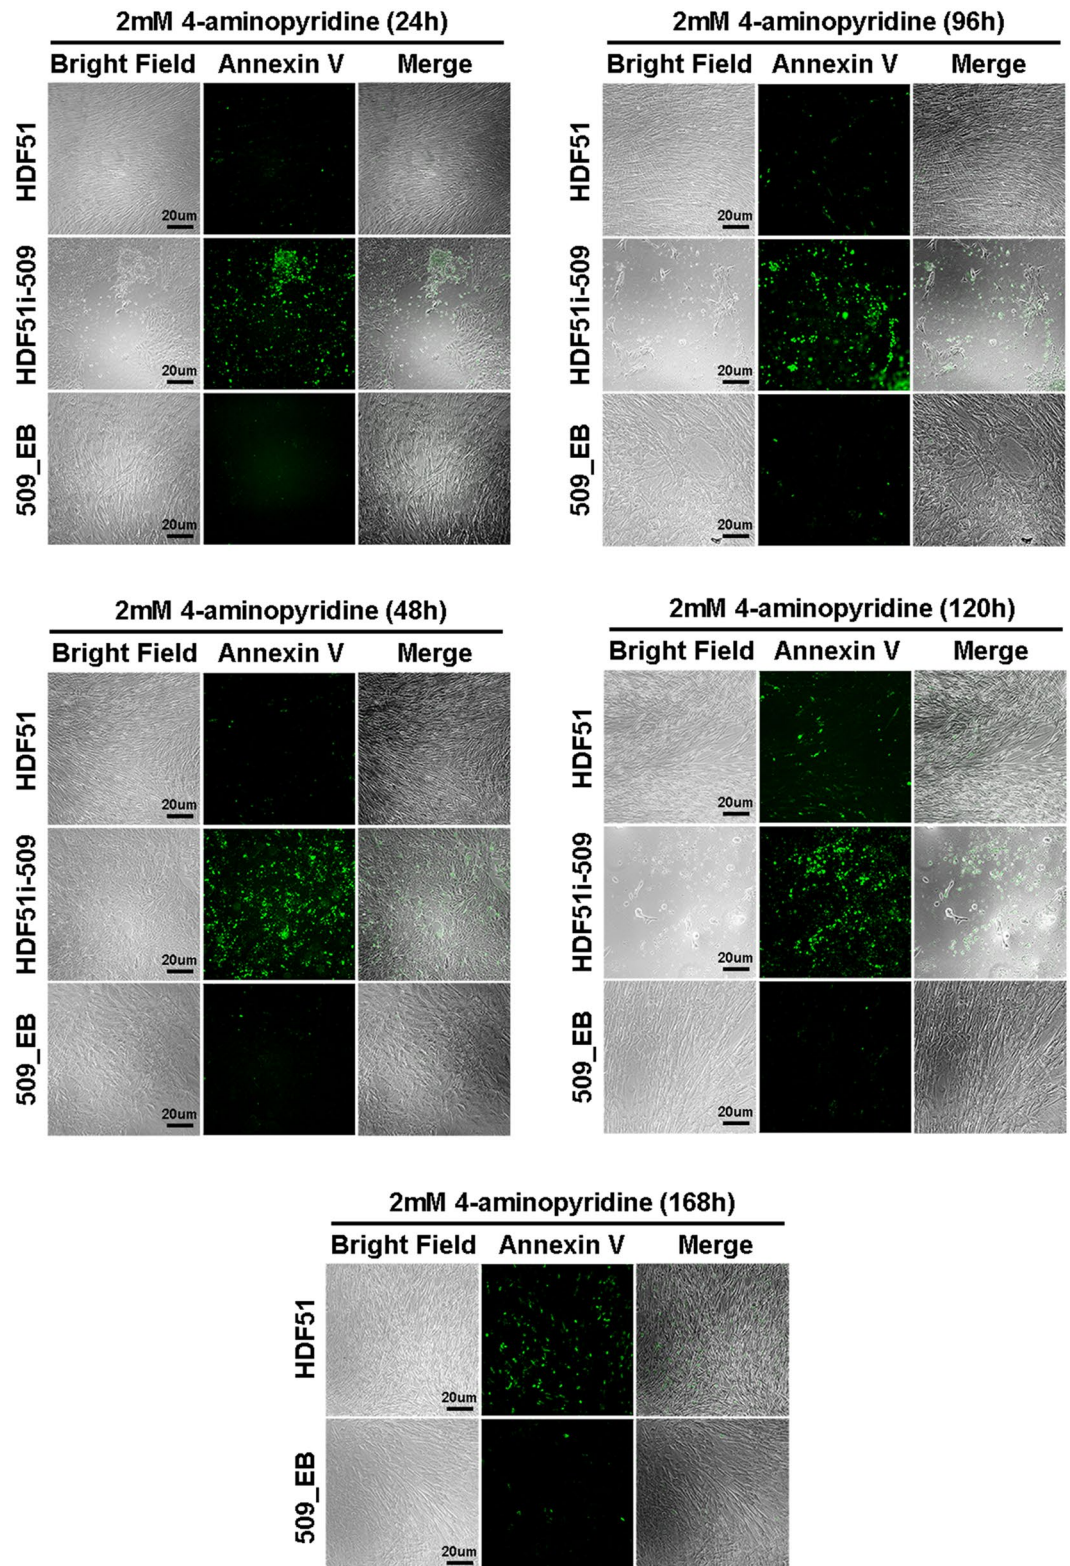 2mM 4-aminopyridine (24h)
Bright Field Annexin V Merge
HDF51
20um
HDF51i-509
20um
509_EB
20um
2mM 4-aminopyridine (96h)
Bright Field Annexin V Merge
HDF51
20um
HDF51i-509
20um
509_EB
20um
2mM 4-aminopyridine (48h)
Bright Field Annexin V Merge
HDF51
20um
HDF51i-509
20um
509_EB
20um
2mM 4-aminopyridine (120h)
Bright Field Annexin V Merge
HDF51
20um
HDF51i-509
20um
509_EB
20um
2mM 4-aminopyridine (168h)
Bright Field Annexin V Merge
HDF51
20um
509_EB
20um